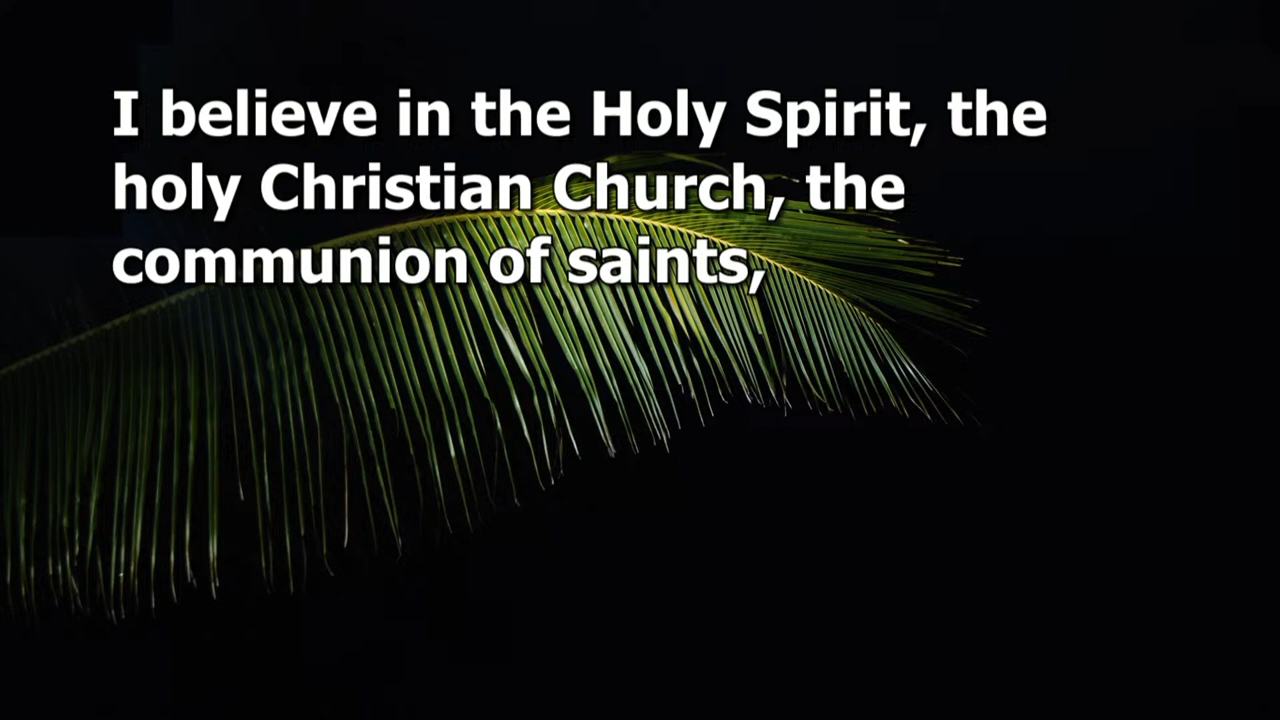 I believe in the Holy Spirit, the
holy Christian Church, the
communion of saints,